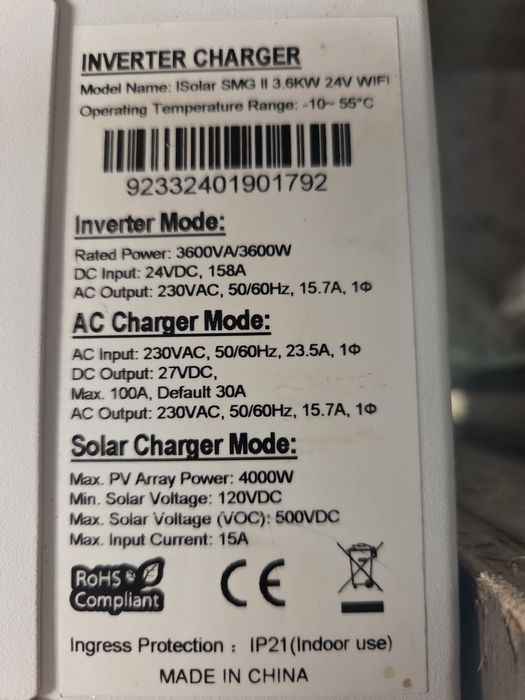 INVERTER CHARGER
Model Name: ISolar SMG II 3.6KW 24V WIFI
Operating Temperature Range: -10~ 55°C
92332401901792
Inverter Mode:
Rated Power: 3600VA/3600W
DC Input: 24VDC, 158A
AC Output: 230VAC, 50/60Hz, 15.7A, 1Φ
AC Charger Mode:
AC Input: 230VAC, 50/60Hz, 23.5A, 1Φ
DC Output: 27VDC,
Max. 100A, Default 30A
AC Output: 230VAC, 50/60Hz, 15.7A, 1Φ
Solar Charger Mode:
Max. PV Array Power: 4000W
Min. Solar Voltage: 120VDC
Max. Solar Voltage (VOC): 500VDC
Max. Input Current: 15A
RoHS
Compliant
CE
Ingress Protection : IP21(Indoor use)
MADE IN CHINA